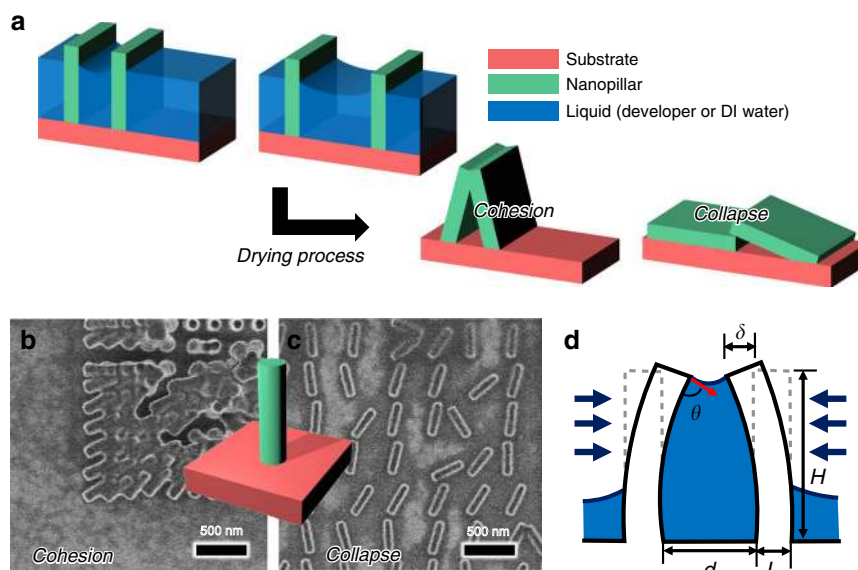 a
Substrate
Nanopillar
Liquid (developer or DI water)
Cohesion
Collapse
Drying process
b
c
d
δ
θ
H
500 nm
500 nm
Cohesion
Collapse
d